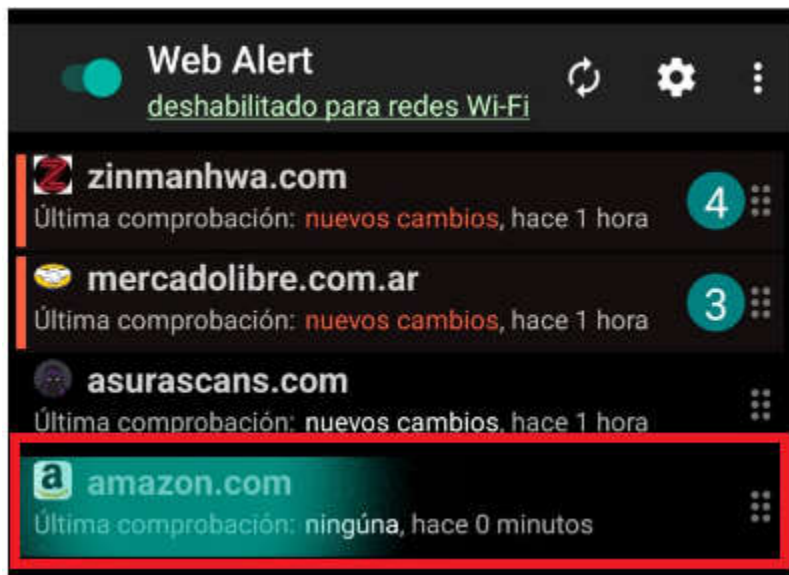 Web Alert
deshabilitado para redes Wi-Fi
zinmanhwa.com
Última comprobación: nuevos cambios, hace 1 hora
4
mercadolibre.com.ar
Última comprobación: nuevos cambios, hace 1 hora
3
asurascans.com
Última comprobación: nuevos cambios, hace 1 hora
amazon.com
Última comprobación: ningúna, hace 0 minutos